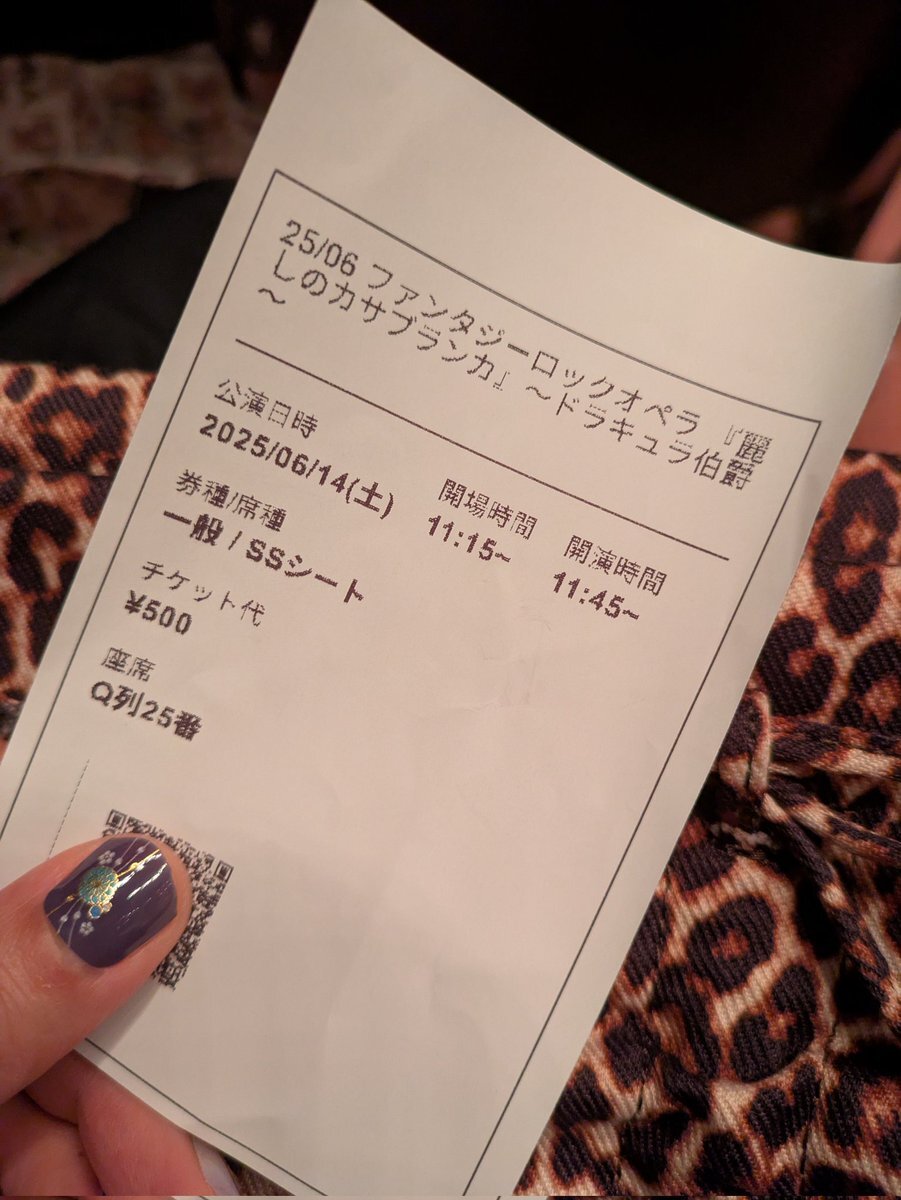 25/06 ファンタジーロックオペラ 『麗
しのカサブランカ』～ドラキュラ伯爵
～
公演日時
2025/06/14(土)
開場時間
11:15~
開演時間
11:45~
券種/席種
一般 / SSシート
チケット代
¥500
座席
Q列25番